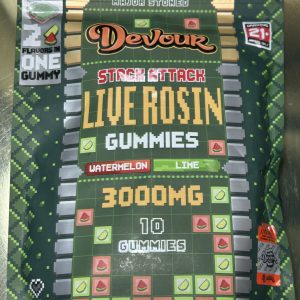 MAJOR STONED
2
FLAVORS IN
ONE
GUMMY
Devour
21+
STACK ATTACK
LIVE ROSIN
GUMMIES
WATERMELON LIME
3000MG
10
GUMMIES